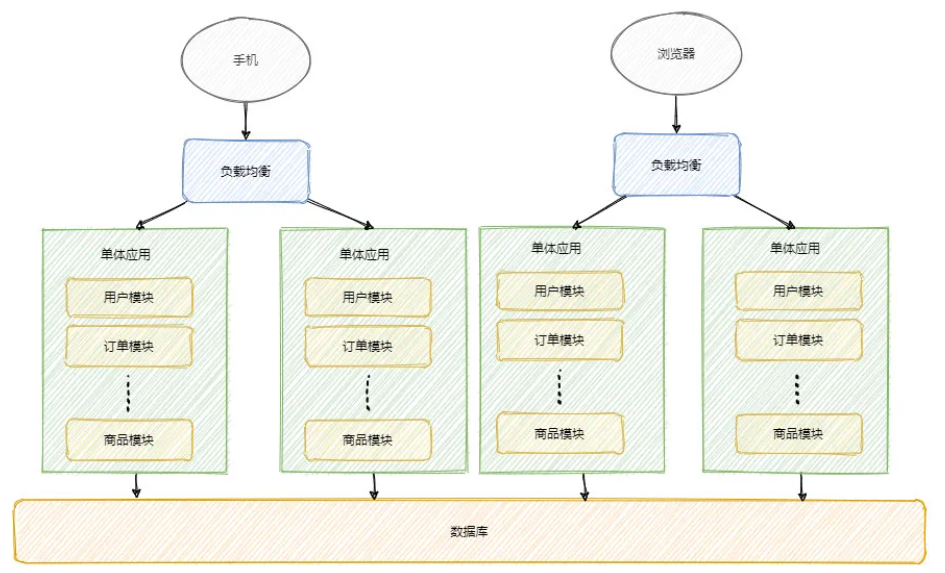 手机
浏览器
负载均衡
负载均衡
单体应用
用户模块
订单模块
商品模块
单体应用
用户模块
订单模块
商品模块
单体应用
用户模块
订单模块
商品模块
单体应用
用户模块
订单模块
商品模块
数据库